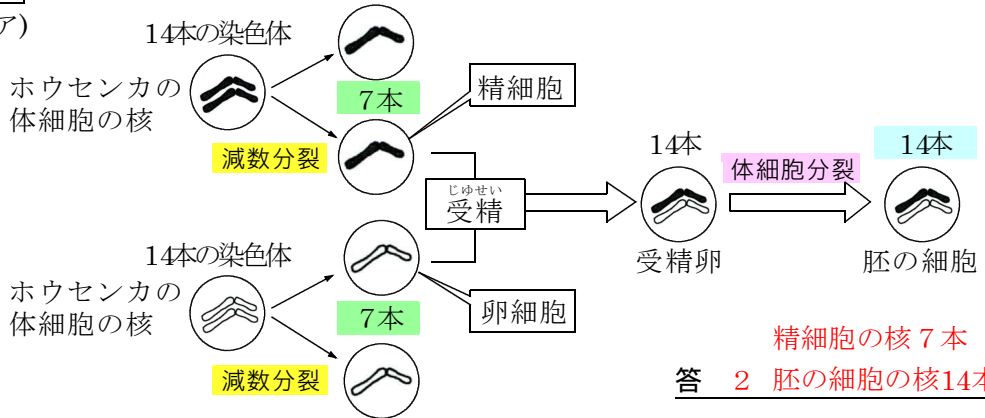 ア)
14本の染色体
ホウセンカの
体細胞の核
7本
精細胞
減数分裂
じゅせい
受精
14本
受精卵
体細胞分裂
14本
胚の細胞
14本の染色体
ホウセンカの
体細胞の核
7本
卵細胞
減数分裂
精細胞の核7本
答 2 胚の細胞の核14本